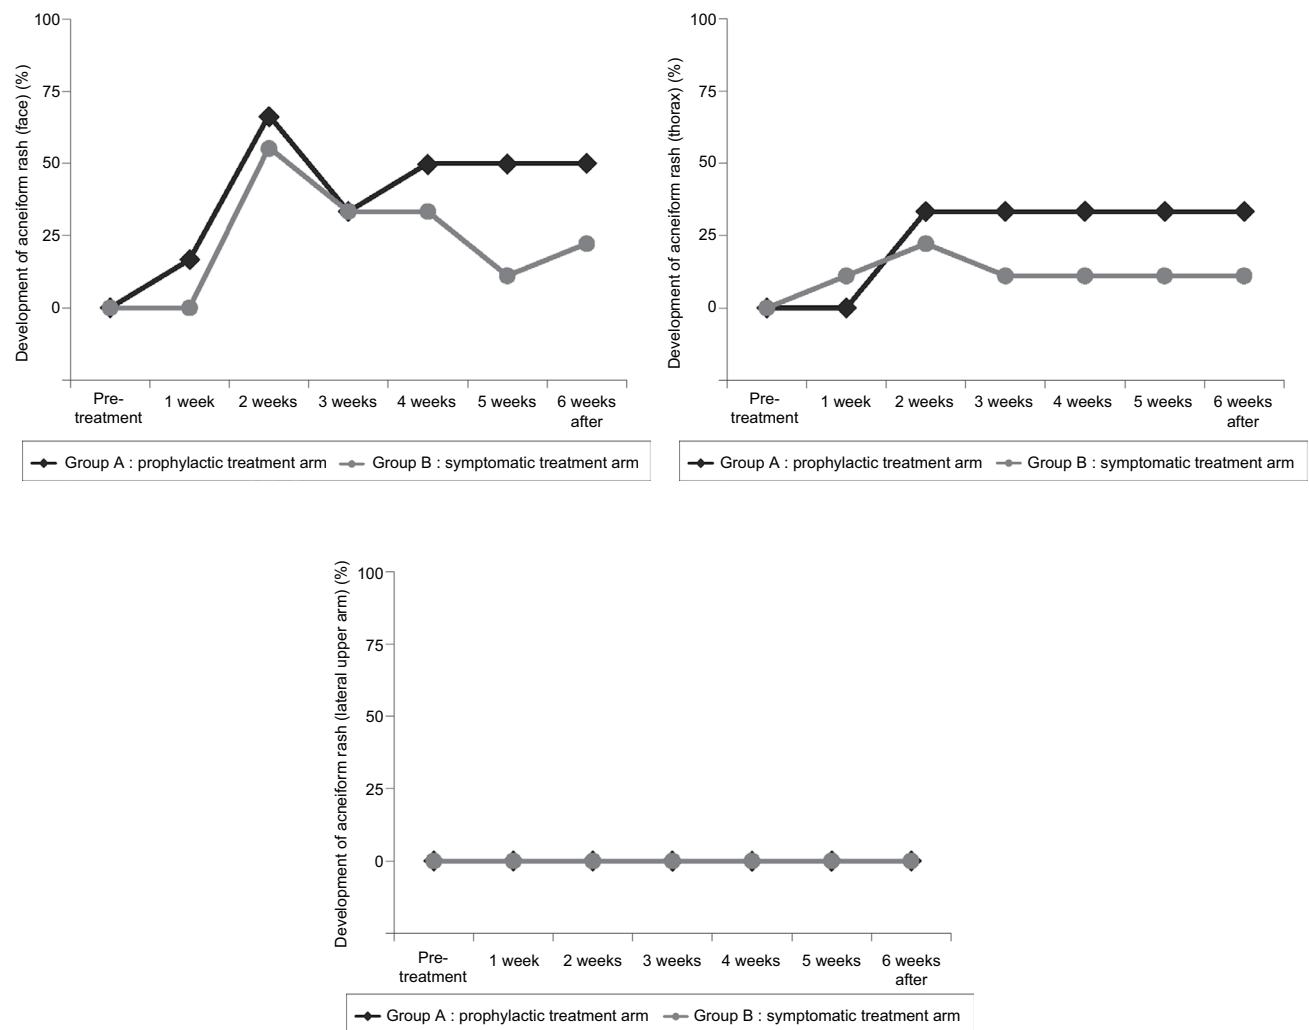 Development of acneiform rash (face) (%)
100
75
50
25
0
Pre-
treatment
1 week
2 weeks
3 weeks
4 weeks
5 weeks
6 weeks
after
Group A : prophylactic treatment arm
Group B : symptomatic treatment arm
Development of acneiform rash (thorax) (%)
100
75
50
25
0
Pre-
treatment
1 week
2 weeks
3 weeks
4 weeks
5 weeks
6 weeks
after
Group A : prophylactic treatment arm
Group B : symptomatic treatment arm
Development of acneiform rash (lateral upper arm) (%)
100
75
50
25
0
Pre-
treatment
1 week
2 weeks
3 weeks
4 weeks
5 weeks
6 weeks
after
Group A : prophylactic treatment arm
Group B : symptomatic treatment arm